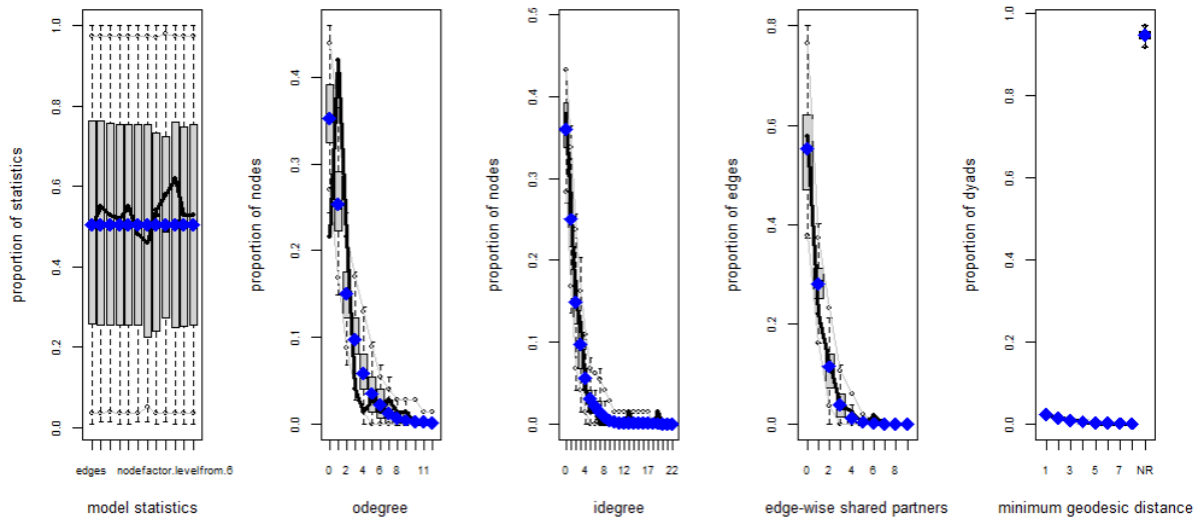 proportion of statistics
0.0 0.2 0.4 0.6 0.8 1.0
edges nodefactor.levelfrom.6
model statistics
proportion of nodes
0.0 0.1 0.2 0.3 0.4
0 2 4 6 8 11
odegree
proportion of nodes
0.0 0.1 0.2 0.3 0.4 0.5
0 4 8 12 17 22
idegree
proportion of edges
0.0 0.2 0.4 0.6 0.8
0 2 4 6 8
edge-wise shared partners
proportion of dyads
0.0 0.2 0.4 0.6 0.8 1.0
1 3 5 7 NR
minimum geodesic distance